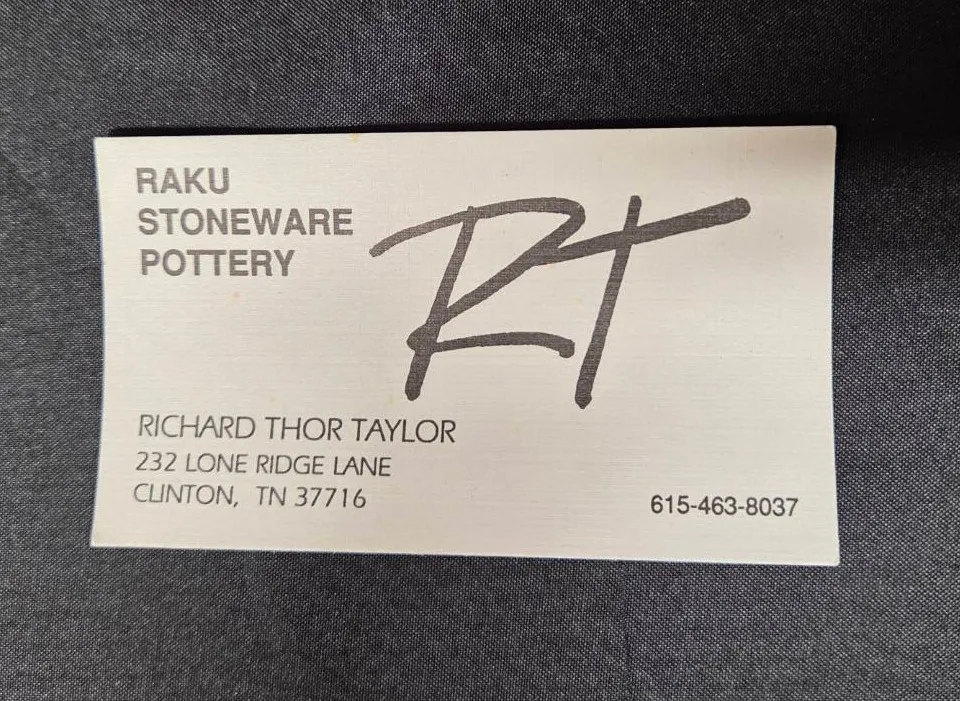 RAKU
STONEWARE
POTTERY
RT
RICHARD THOR TAYLOR
232 LONE RIDGE LANE
CLINTON, TN 37716
615-463-8037